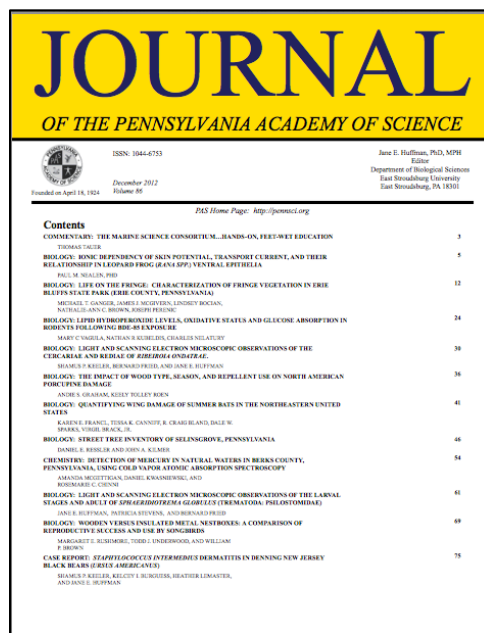 JOURNAL
OF THE PENNSYLVANIA ACADEMY OF SCIENCE
ISSN: 1044-6753
December 2012
Volume 86
Founded on April 18, 1924
Jane E. Huffman, PhD, MPH
Editor
Department of Biological Sciences
East Stroudsburg University
East Stroudsburg, PA 18301
PAS Home Page: http://pennsci.org
Contents
COMMENTARY: THE MARINE SCIENCE CONSORTIUM...HANDS-ON, FEET-WET EDUCATION 3
THOMAS TAUER
BIOLOGY: IONIC DEPENDENCY OF SKIN POTENTIAL, TRANSPORT CURRENT, AND THEIR 5
RELATIONSHIP IN LEOPARD FROG (RANA SPP.) VENTRAL EPITHELIA
PAUL M. NEALEN, PHD
BIOLOGY: LIFE ON THE FRINGE: CHARACTERIZATION OF FRINGE VEGETATION IN ERIE 12
BLUFFS STATE PARK (ERIE COUNTY, PENNSYLVANIA)
MICHAEL T. GANGER, JAMES J. MCGIVERN, LINDSEY BOCIAN,
NATHALIE-ANN C. BROWN, JOSEPH PERENIC
BIOLOGY: LIPID HYDROPEROXIDE LEVELS, OXIDATIVE STATUS AND GLUCOSE ABSORPTION IN 24
RODENTS FOLLOWING BDE-85 EXPOSURE
MARY C VAGULA, NATHAN R KUBELDIS, CHARLES NELATURY
BIOLOGY: LIGHT AND SCANNING ELECTRON MICROSCOPIC OBSERVATIONS OF THE 30
CERCARIAE AND REDIAE OF RIBEIROIA ONDATRAE.
SHAMUS P. KEELER, BERNARD FRIED, AND JANE E. HUFFMAN
BIOLOGY: THE IMPACT OF WOOD TYPE, SEASON, AND REPELLENT USE ON NORTH AMERICAN 36
PORCUPINE DAMAGE
ANDIE S. GRAHAM, KEELY TOLLEY ROEN
BIOLOGY: QUANTIFYING WING DAMAGE OF SUMMER BATS IN THE NORTHEASTERN UNITED 41
STATES
KAREN E. FRANCL, TESSA K. CANNIFF, R. CRAIG BLAND, DALE W.
SPARKS, VIRGIL BRACK, JR.
BIOLOGY: STREET TREE INVENTORY OF SELINSGROVE, PENNSYLVANIA 46
DANIEL E. RESSLER AND JOHN A. KILMER
CHEMISTRY: DETECTION OF MERCURY IN NATURAL WATERS IN BERKS COUNTY, 54
PENNSYLVANIA, USING COLD VAPOR ATOMIC ABSORPTION SPECTROSCOPY
AMANDA MCGETTIGAN, DANIEL KWASNIEWSKI, AND
ROSEMARIE C. CHINNI
BIOLOGY: LIGHT AND SCANNING ELECTRON MICROSCOPIC OBSERVATIONS OF THE LARVAL 61
STAGES AND ADULT OF SPHAERIDIOTREMA GLOBULUS (TREMATODA: PSILOSTOMIDAE)
JANE E. HUFFMAN, PATRICIA STEVENS, AND BERNARD FRIED
BIOLOGY: WOODEN VERSUS INSULATED METAL NESTBOXES: A COMPARISON OF 69
REPRODUCTIVE SUCCESS AND USE BY SONGBIRDS
MARGARET E. RUSHMORE, TODD J. UNDERWOOD, AND WILLIAM
P. BROWN
CASE REPORT: STAPHYLOCOCCUS INTERMEDIUS DERMATITIS IN DENNING NEW JERSEY 75
BLACK BEARS (URSUS AMERICANUS)
SHAMUS P. KEELER, KELCEY I. BURGUESS, HEATHER LEMASTER,
AND JANE E. HUFFMAN